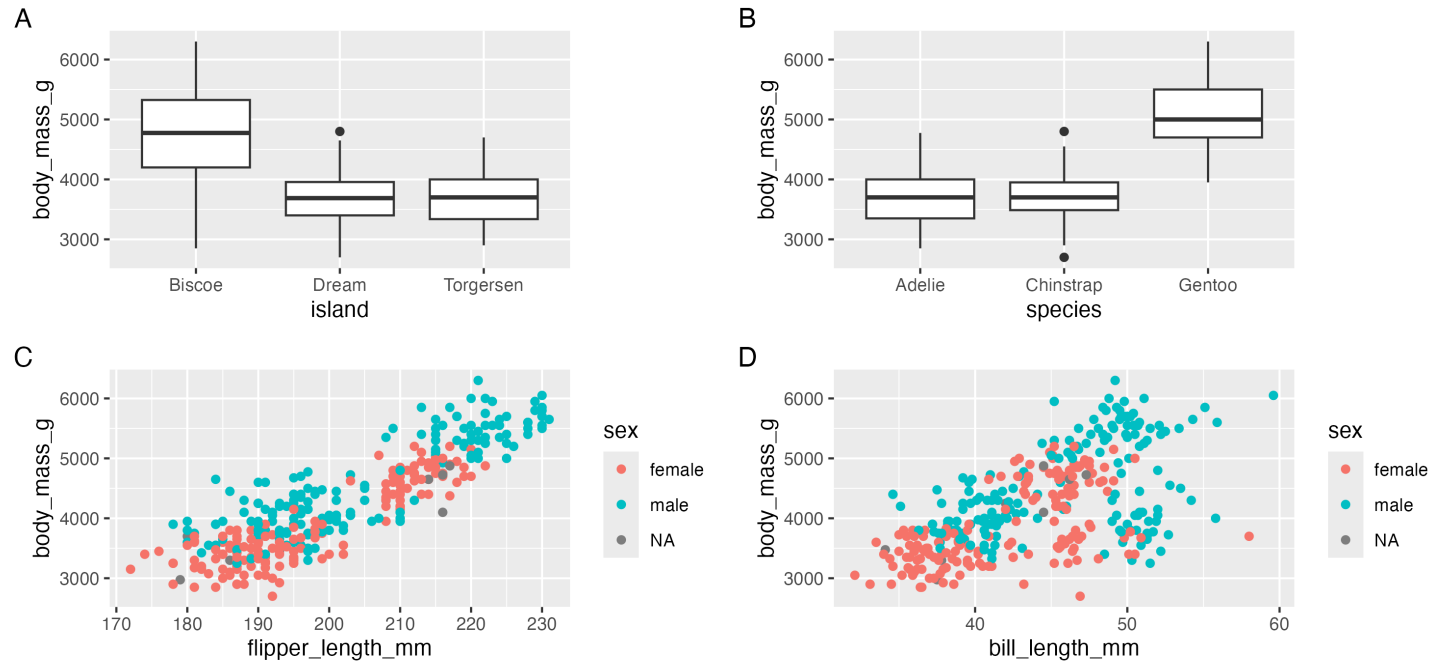 A
body_mass_g
6000
5000
4000
3000
Biscoe Dream Torgersen
island
B
body_mass_g
6000
5000
4000
3000
Adelie Chinstrap Gentoo
species
C
body_mass_g
6000
5000
4000
3000
170 180 190 200 210 220 230
flipper_length_mm
sex
female
male
NA
D
body_mass_g
6000
5000
4000
3000
40 50 60
bill_length_mm
sex
female
male
NA